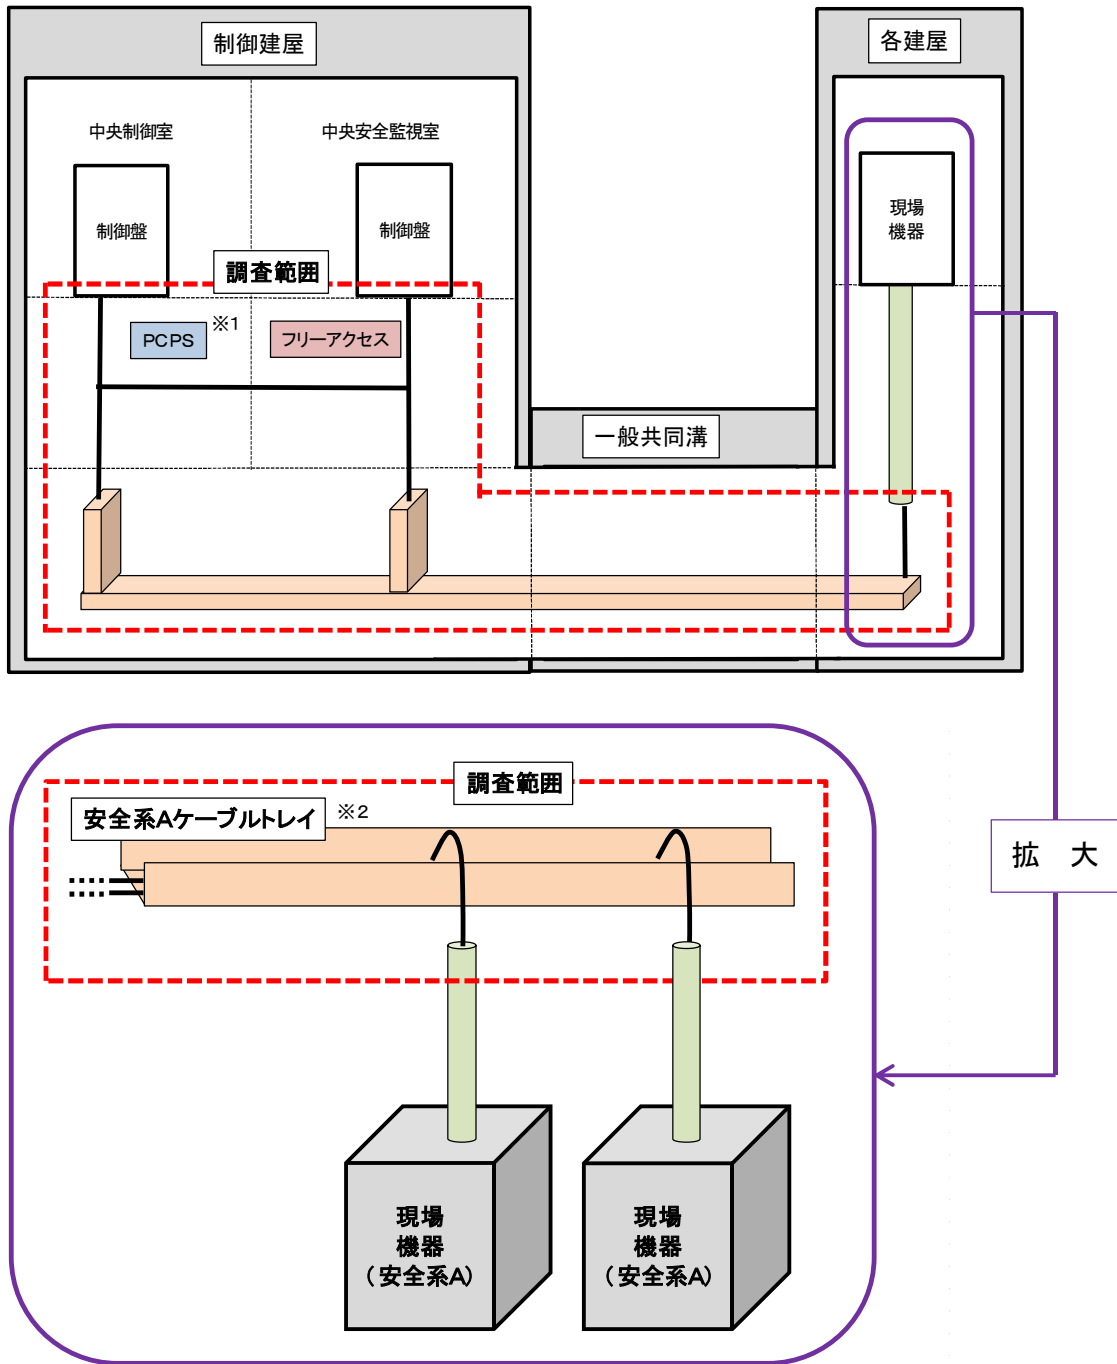 制御建屋
各建屋
中央制御室
中央安全監視室
制御盤
制御盤
現場
機器
調査範囲
PCPS
※1
フリーアクセス
一般共同溝
調査範囲
安全系Aケーブルトレイ
※2
拡 大
現場
機器
(安全系A)
現場
機器
(安全系A)